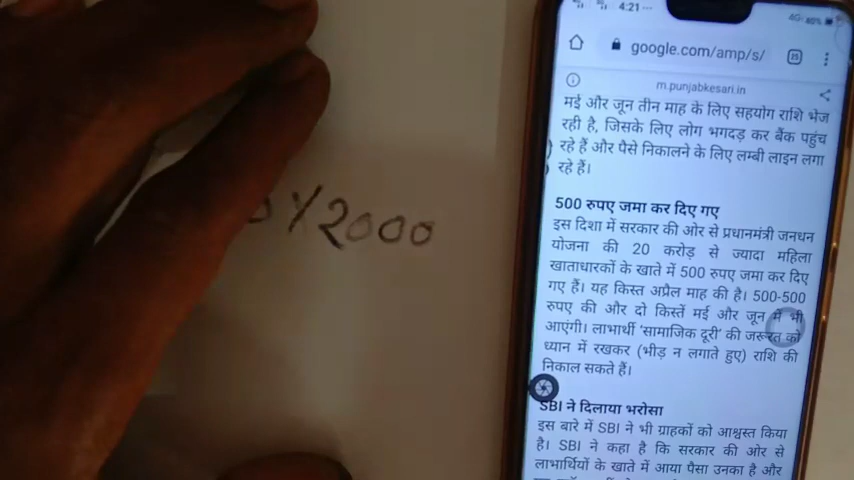 4:21
4G 80%
google.com/amp/s/
m.punjabkesari.in
मई और जून तीन माह के लिए सहयोग राशि भेज
रही है, जिसके लिए लोग भगदड़ कर बैंक पहुंच
रहे हैं और पैसे निकालने के लिए लम्बी लाइन लगा
रहे हैं।
500 रुपए जमा कर दिए गए
इस दिशा में सरकार की ओर से प्रधानमंत्री जनधन
योजना की 20 करोड़ से ज्यादा महिला
खाताधारकों के खाते में 500 रुपए जमा कर दिए
गए हैं। यह किस्त अप्रैल माह की है। 500-500
रुपए की और दो किस्तें मई और जून में भी
आएंगी। लाभार्थी 'सामाजिक दूरी' की जरूरत को
ध्यान में रखकर (भीड़ न लगाते हुए) राशि की
निकाल सकते हैं।
SBI ने दिलाया भरोसा
इस बारे में SBI ने भी ग्राहकों को आश्वस्त किया
है। SBI ने कहा है कि सरकार की ओर से
लाभार्थियों के खाते में आया पैसा उनका है और
2000